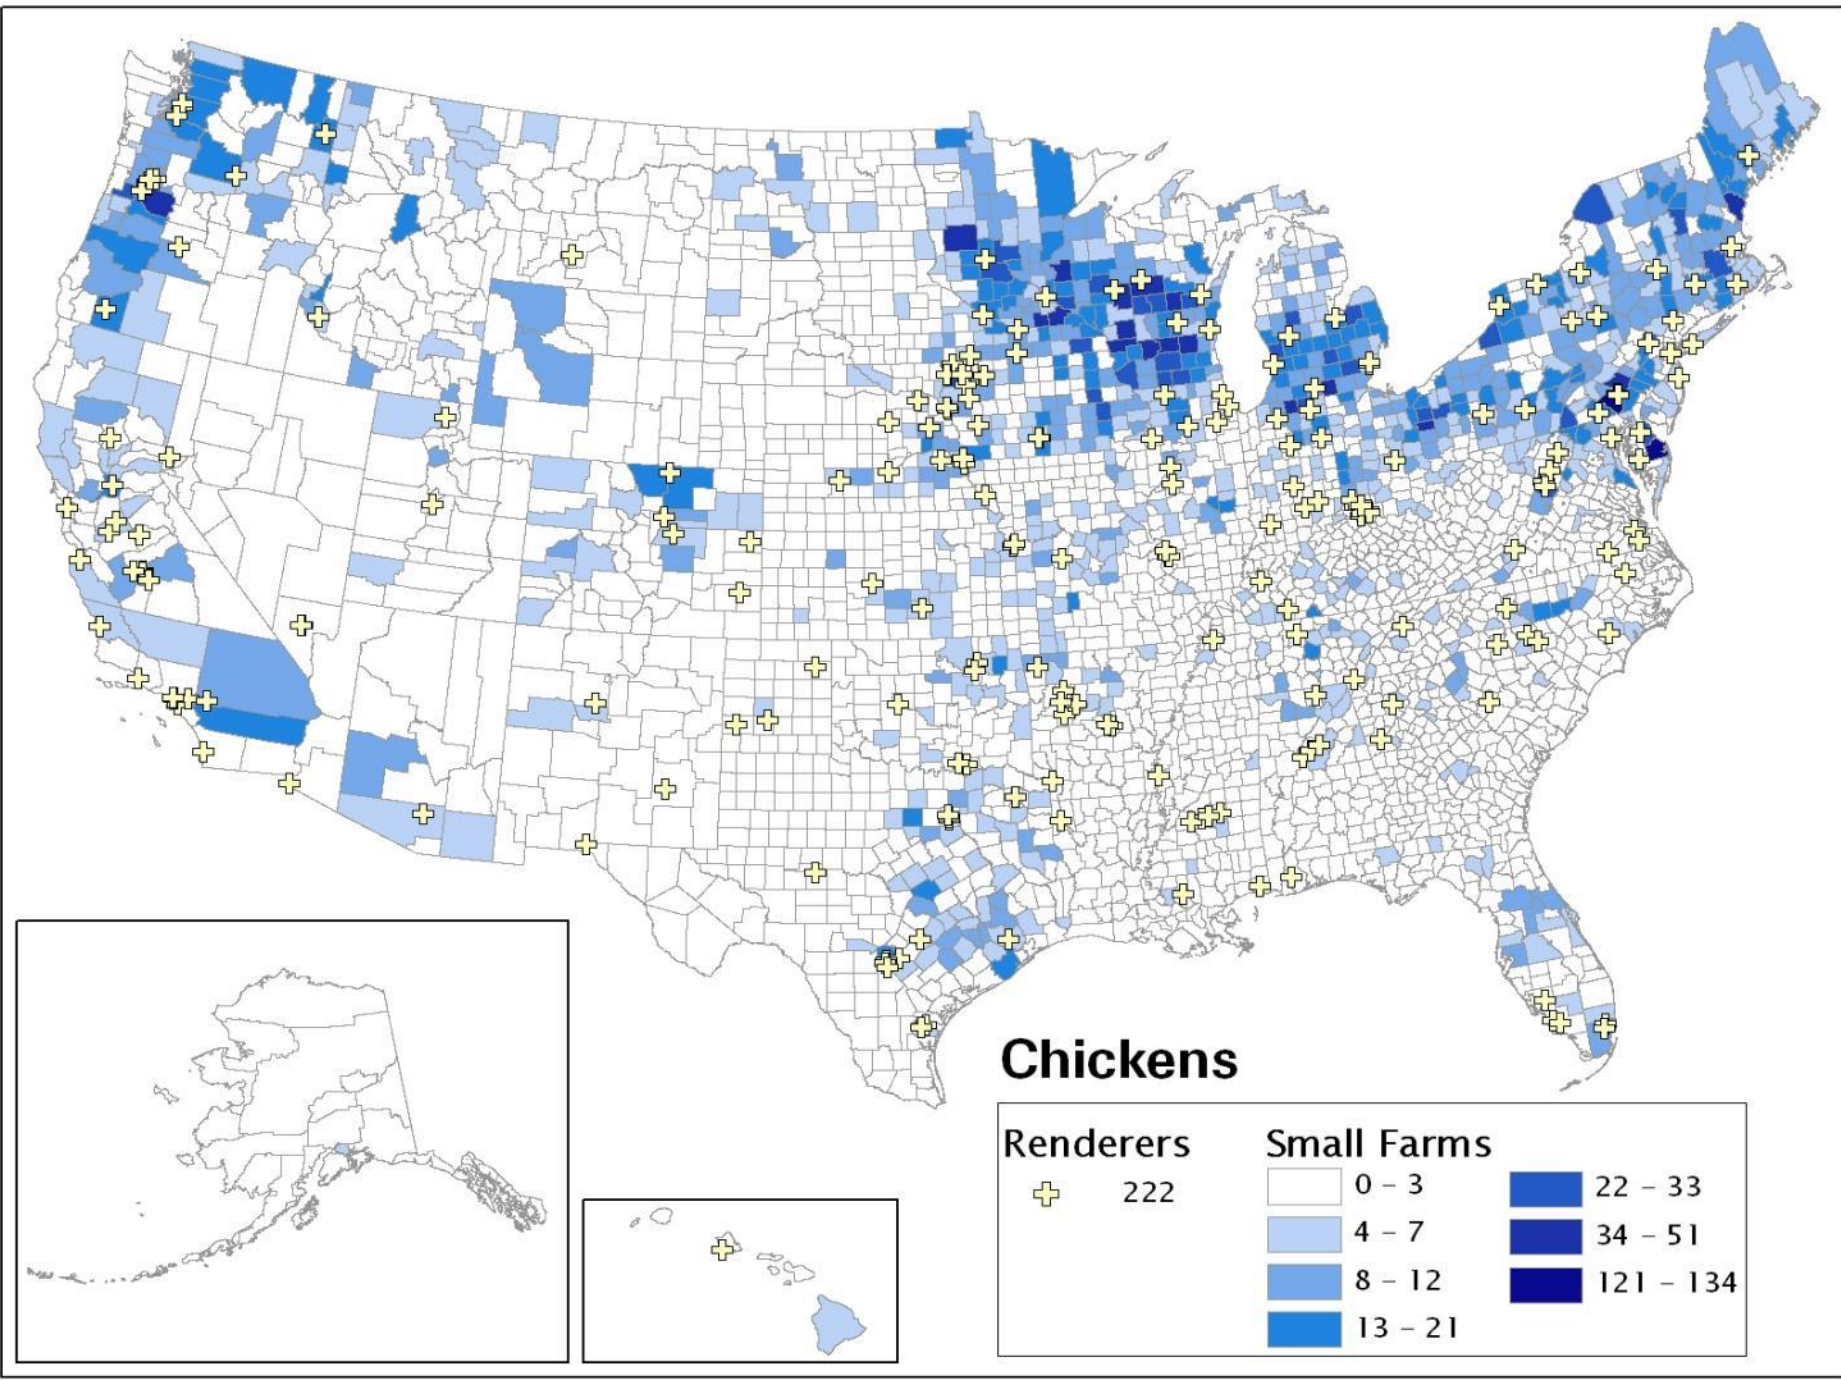 Chickens
Renderers
222
Small Farms
0 – 3
4 – 7
8 – 12
13 – 21
22 – 33
34 – 51
121 – 134